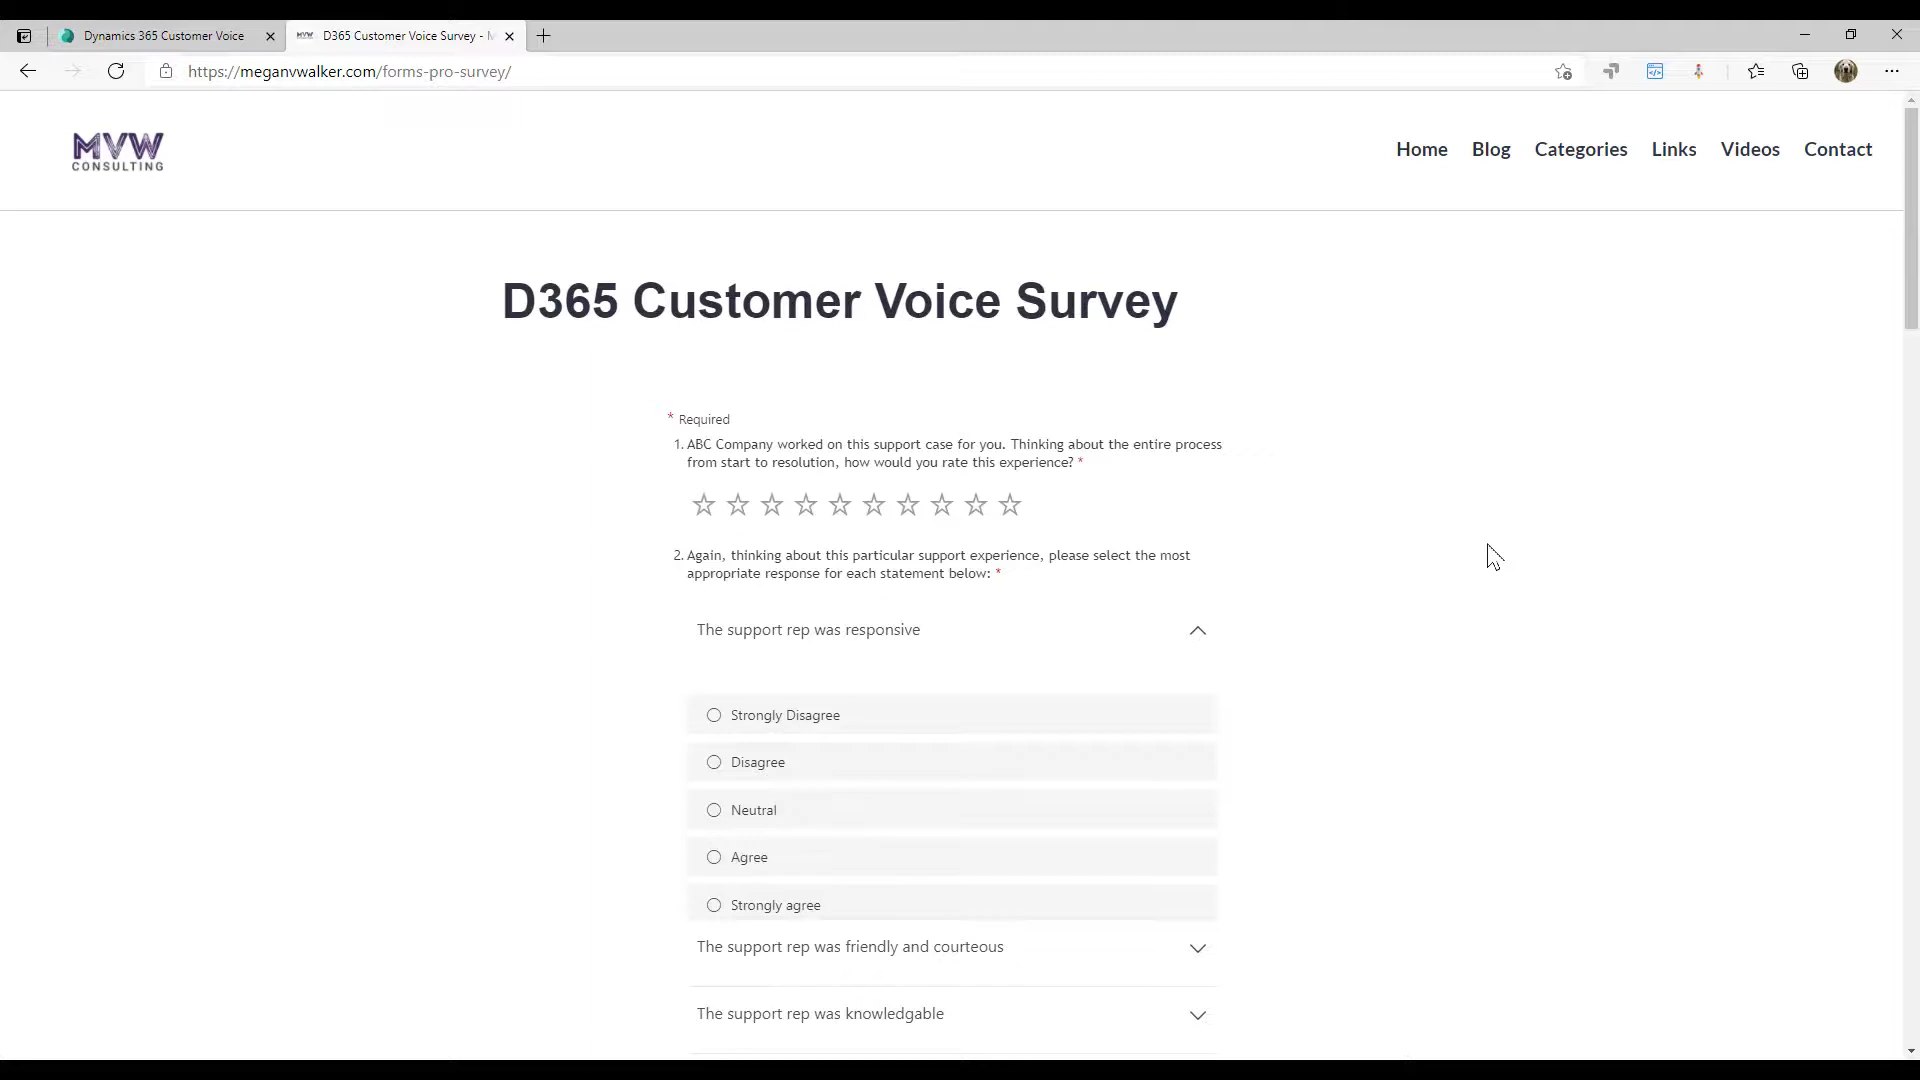 Dynamics 365 Customer Voice
D365 Customer Voice Survey - M
https://meganvwalker.com/forms-pro-survey/
MVW
CONSULTING
Home Blog Categories Links Videos Contact
D365 Customer Voice Survey
* Required
1. ABC Company worked on this support case for you. Thinking about the entire process
from start to resolution, how would you rate this experience? *
2. Again, thinking about this particular support experience, please select the most
appropriate response for each statement below: *
The support rep was responsive
Strongly Disagree
Disagree
Neutral
Agree
Strongly agree
The support rep was friendly and courteous
The support rep was knowledgable